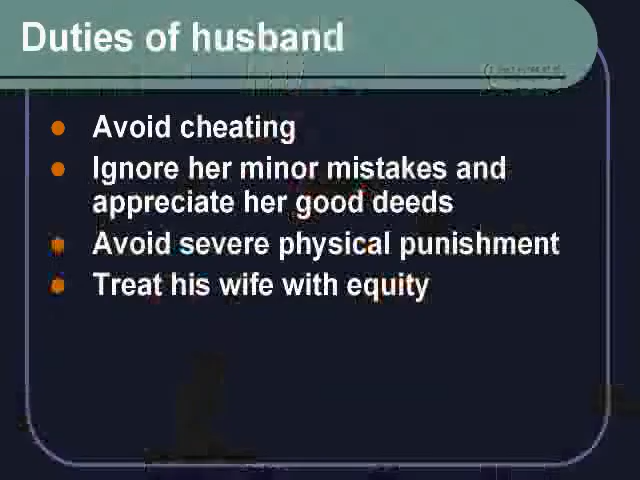 Duties of husband
Avoid cheating
Ignore her minor mistakes and
appreciate her good deeds
Avoid severe physical punishment
Treat his wife with equity